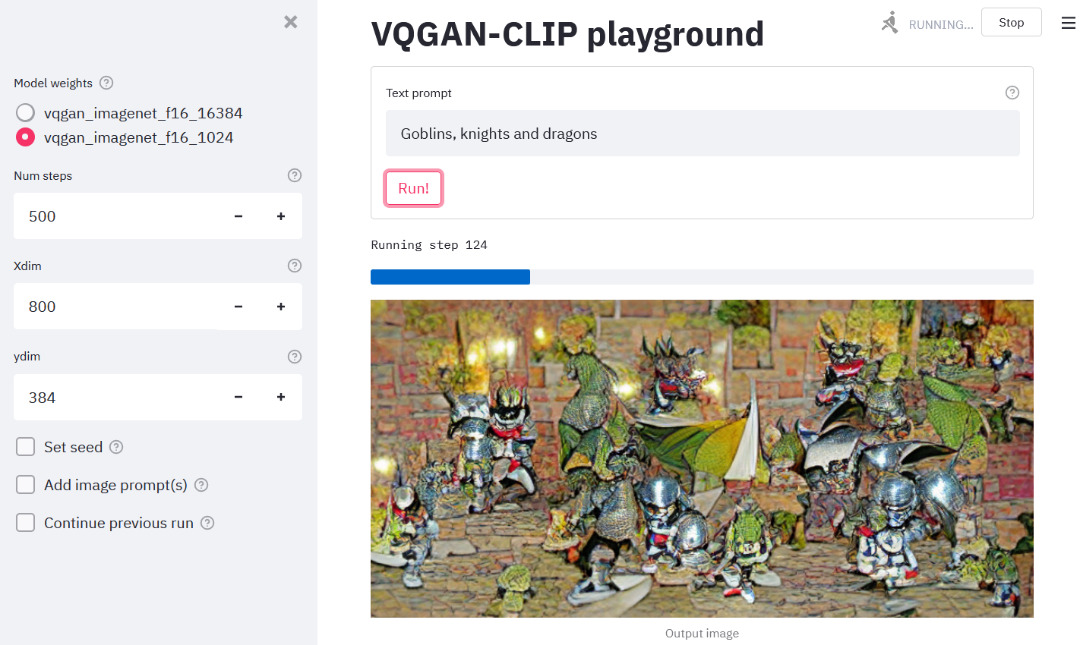 Model weights
vqgan_imagenet_f16_16384
vqgan_imagenet_f16_1024
Num steps
500
Xdim
800
ydim
384
Set seed
Add image prompt(s)
Continue previous run
RUNNING...
Stop
VQGAN-CLIP playground
Text prompt
Goblins, knights and dragons
Run!
Running step 124
Output image